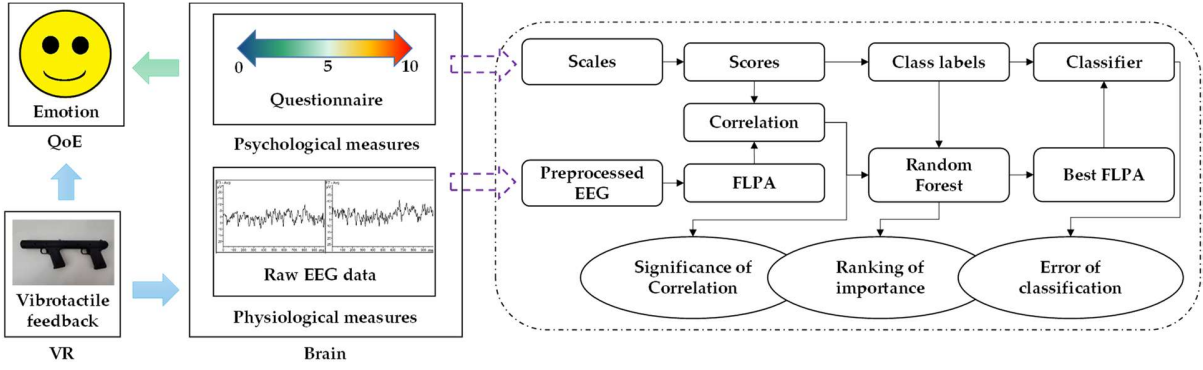 Emotion
QoE
Vibrotactile
feedback
VR
0
5
10
Questionnaire
Psychological measures
Raw EEG data
Physiological measures
Brain
Scales
Scores
Class labels
Classifier
Correlation
Preprocessed
EEG
FLPA
Random
Forest
Best FLPA
Significance of
Correlation
Ranking of
importance
Error of
classification